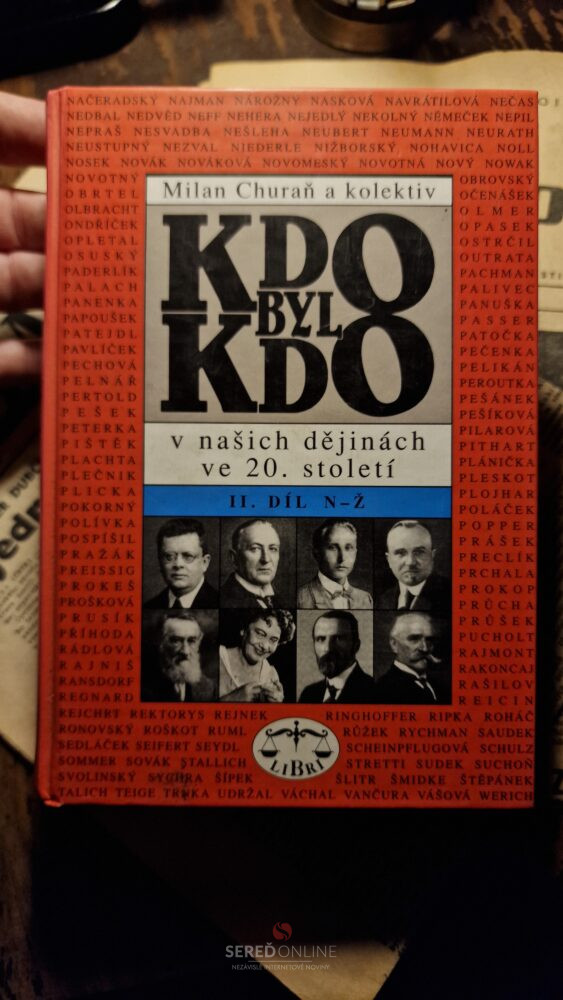 NAČERADSKÝ NAJMAN NÁROŽNÝ NASKOVÁ NAVRÁTILOVÁ NEČAS
NEDBAL NEDVĚD NEFF NEHERA NEJEDLÝ NEKOLNÝ NĚMEČEK NEPIL
NEPRAŠ NESVADBA NEŠLEHA NEUBERT NEUMANN NEURATH
NEUSTUPNÝ NEZVAL NIEDERLE NIŽBORSKÝ NOHAVICA NOLL
NOSEK NOVÁK NOVÁKOVÁ NOVOMESKÝ NOVOTNÁ NOVÝ NOWAK
NOVOTNÝ
OBRTEL
OLBRACHT
ONDŘÍČEK
OPLETAL
OSUSKÝ
PADERLÍK
PALACH
PANENKA
PAPOUŠEK
PATEJDL
PAVLÍČEK
PECHOVÁ
PELNÁŘ
PERTOLD
PEŠEK
PETERKA
PIŠTĚK
PLACHTA
PLEČNIK
PLICKA
POKORNÝ
POLÍVKA
POSPÍŠIL
PRAŽÁK
PREISSIG
PROKEŠ
PROŠKOVÁ
PRUSÍK
PŘÍHODA
RÁDLOVÁ
RAJNIŠ
RANSDORF
REGNARD
Milan Churaň a kolektiv
KDO
BYL
KDO
v našich dějinách
ve 20. století
II. DÍL N–Ž
OBROVSKÝ
OČENÁŠEK
OLMER
OPASEK
OSTRČIL
OUTRATA
PACHMAN
PALIVEC
PANUŠKA
PASSER
PATOČKA
PEČENKA
PELIKÁN
PEROUTKA
PEŠÁNEK
PEŠÍKOVÁ
PILAROVÁ
PITHART
PLÁNIČKA
PLESKOT
PLOJHAR
POLÁČEK
POPPER
PRÁŠEK
PRECLÍK
PRCHALA
PROKOP
PRŮCHA
PRŮŠEK
PUCHOLT
RAJMONT
RAKONCAJ
RAŠILOV
REICIN
REJCHRT REKTORYS REJNEK RINGHOFFER RIPKA ROHÁČ
RONOVSKÝ ROŠKOT RUML RŮŽEK RYCHMAN SAUDEK
SEDLÁČEK SEIFERT SEYDL SCHEINPFLUGOVÁ SCHULZ
SOMMER SOVÁK STALLICH STRETTI SUDEK SUCHOŇ
SVOLINSKÝ SYCHRA ŠÍPEK ŠLITR ŠMIDKE ŠTĚPÁNEK
TALICH TEIGE TRNKA UDRŽAL VÁCHAL VANČURA VÁŠOVÁ WERICH
LIBRI
SEREĎONLINE
NEZÁVISLÉ INTERNETOVÉ NOVINY